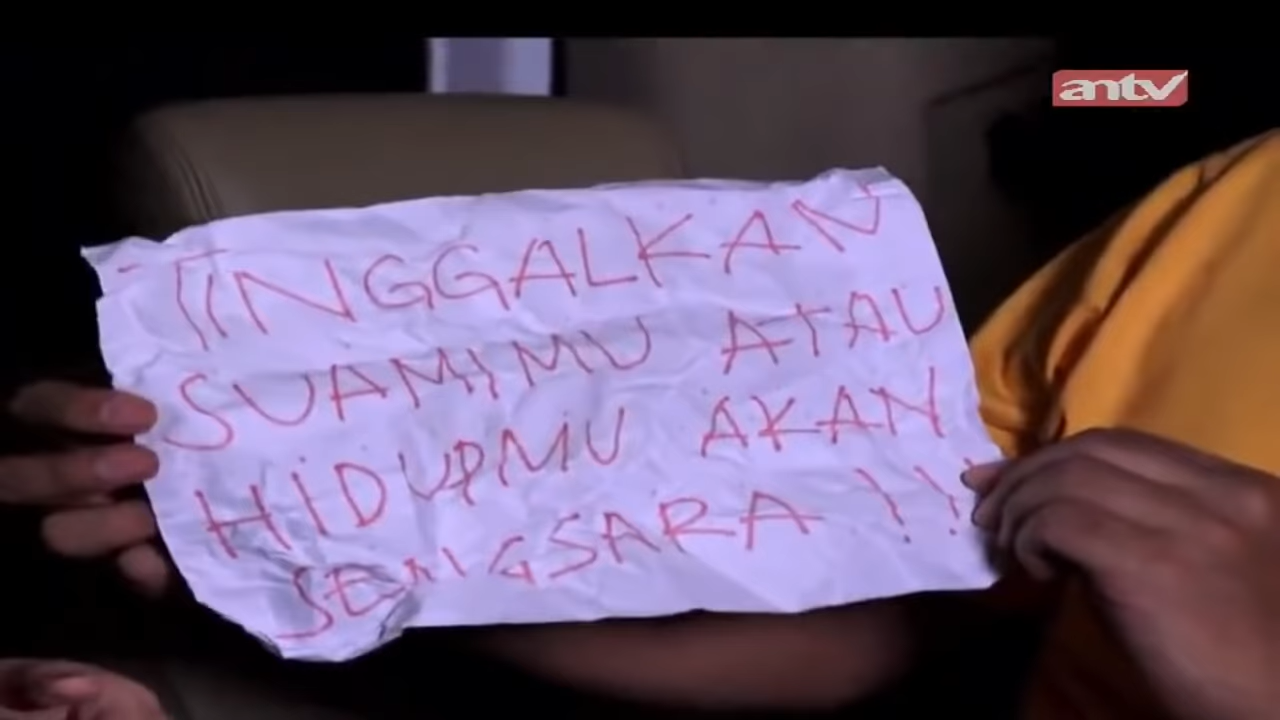 antv
TINGGALKAN
SUAMIMU ATAU
HIDUPMU AKAN
SENGSARA !!!